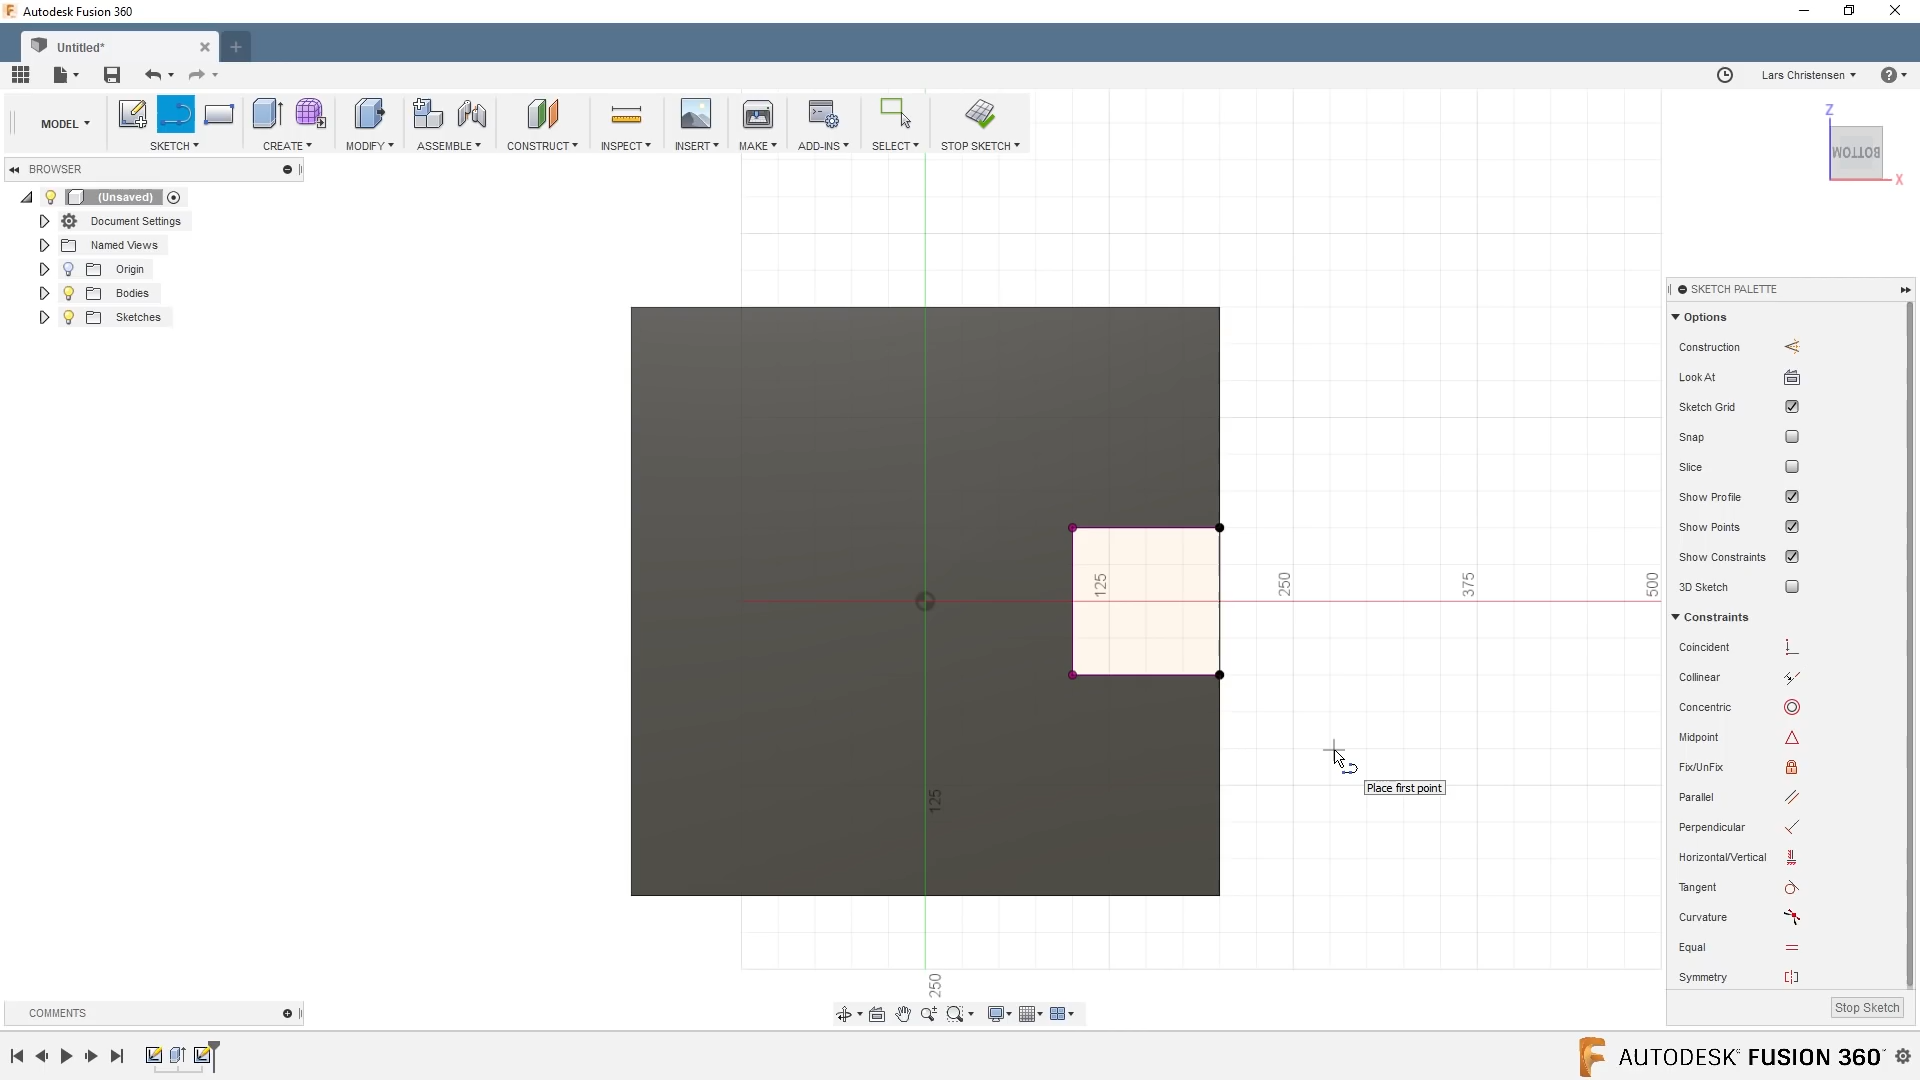 Autodesk Fusion 360
Untitled*
Lars Christensen
MODEL
SKETCH
CREATE
MODIFY
ASSEMBLE
CONSTRUCT
INSPECT
INSERT
MAKE
ADD-INS
SELECT
STOP SKETCH
Z
BOTTOM
X
BROWSER
(Unsaved)
Document Settings
Named Views
Origin
Bodies
Sketches
125
250
375
500
125
250
Place first point
SKETCH PALETTE
Options
Construction
Look At
Sketch Grid
Snap
Slice
Show Profile
Show Points
Show Constraints
3D Sketch
Constraints
Coincident
Collinear
Concentric
Midpoint
Fix/UnFix
Parallel
Perpendicular
Horizontal/Vertical
Tangent
Curvature
Equal
Symmetry
Stop Sketch
COMMENTS
AUTODESK® FUSION 360™